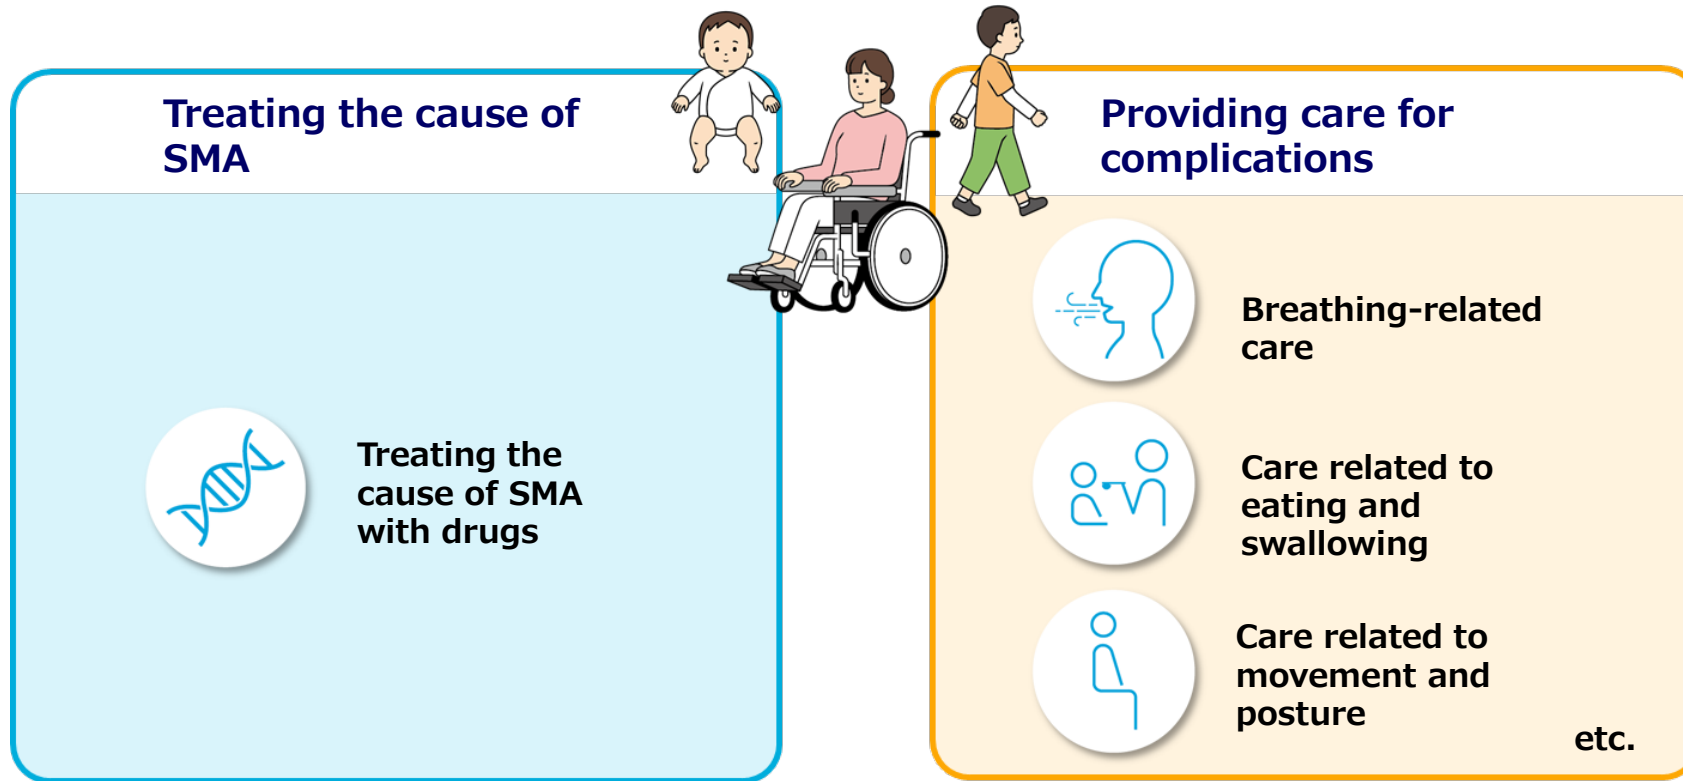 Treating the cause of
SMA
Treating the
cause of SMA
with drugs
Providing care for
complications
Breathing-related
care
Care related to
eating and
swallowing
Care related to
movement and
posture
etc.